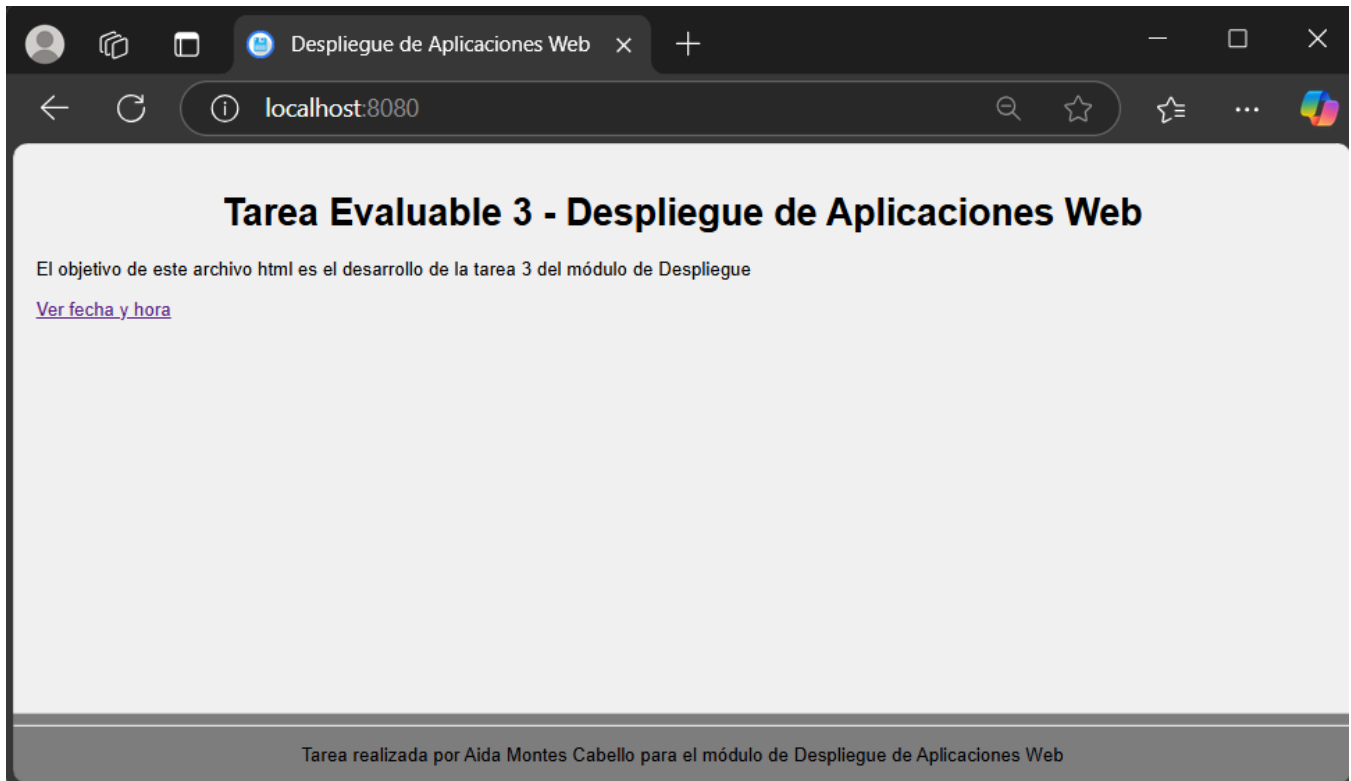 Despliegue de Aplicaciones Web
localhost:8080
Tarea Evaluable 3 - Despliegue de Aplicaciones Web
El objetivo de este archivo html es el desarrollo de la tarea 3 del módulo de Despliegue
Ver fecha y hora
Tarea realizada por Aida Montes Cabello para el módulo de Despliegue de Aplicaciones Web